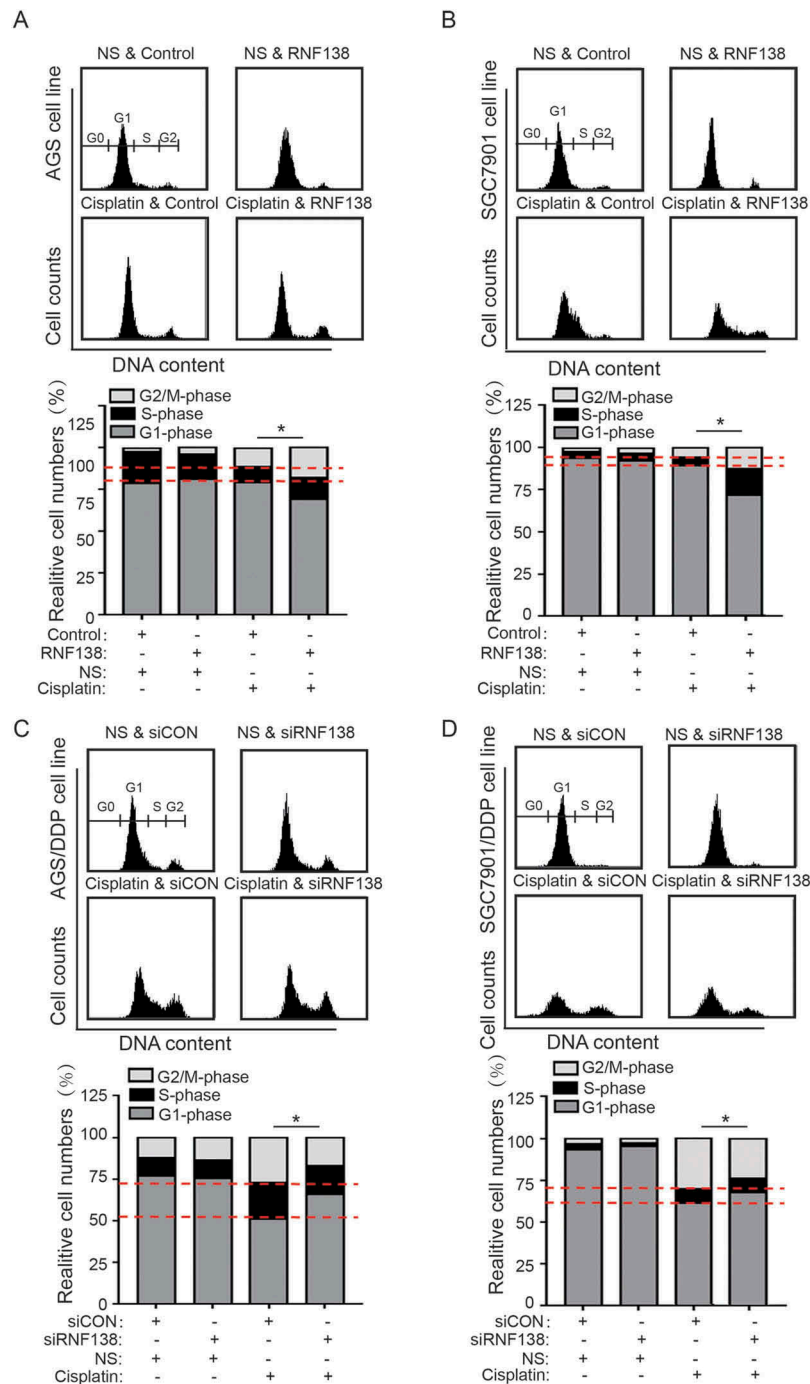 A
NS & Control
NS & RNF138
G1
G0
S
G2
AGS cell line
Cisplatin & Control
Cisplatin & RNF138
Cell counts
DNA content
G2/M-phase
S-phase
G1-phase
*
Realitive cell numbers (%)
125
100
75
50
25
0
Control: + - + -
RNF138: - + - +
NS: + + - -
Cisplatin: - - + +
B
NS & Control
NS & RNF138
G1
G0
S
G2
SGC7901 cell line
Cisplatin & Control
Cisplatin & RNF138
Cell counts
DNA content
G2/M-phase
S-phase
G1-phase
*
Realitive cell numbers (%)
125
100
75
50
25
0
Control: + - + -
RNF138: - + - +
NS: + + - -
Cisplatin: - - + +
C
NS & siCON
NS & siRNF138
G1
G0
S
G2
AGS/DDP cell line
Cisplatin & siCON
Cisplatin & siRNF138
Cell counts
DNA content
G2/M-phase
S-phase
G1-phase
*
Realitive cell numbers (%)
125
100
75
50
25
0
siCON: + - + -
siRNF138: - + - +
NS: + + - -
Cisplatin: - - + +
D
NS & siCON
NS & siRNF138
G1
G0
S
G2
SGC7901/DDP cell line
Cisplatin & siCON
Cisplatin & siRNF138
Cell counts
DNA content
G2/M-phase
S-phase
G1-phase
*
Realitive cell numbers (%)
125
100
75
50
25
0
siCON: + - + -
siRNF138: - + - +
NS: + + - -
Cisplatin: - - + +